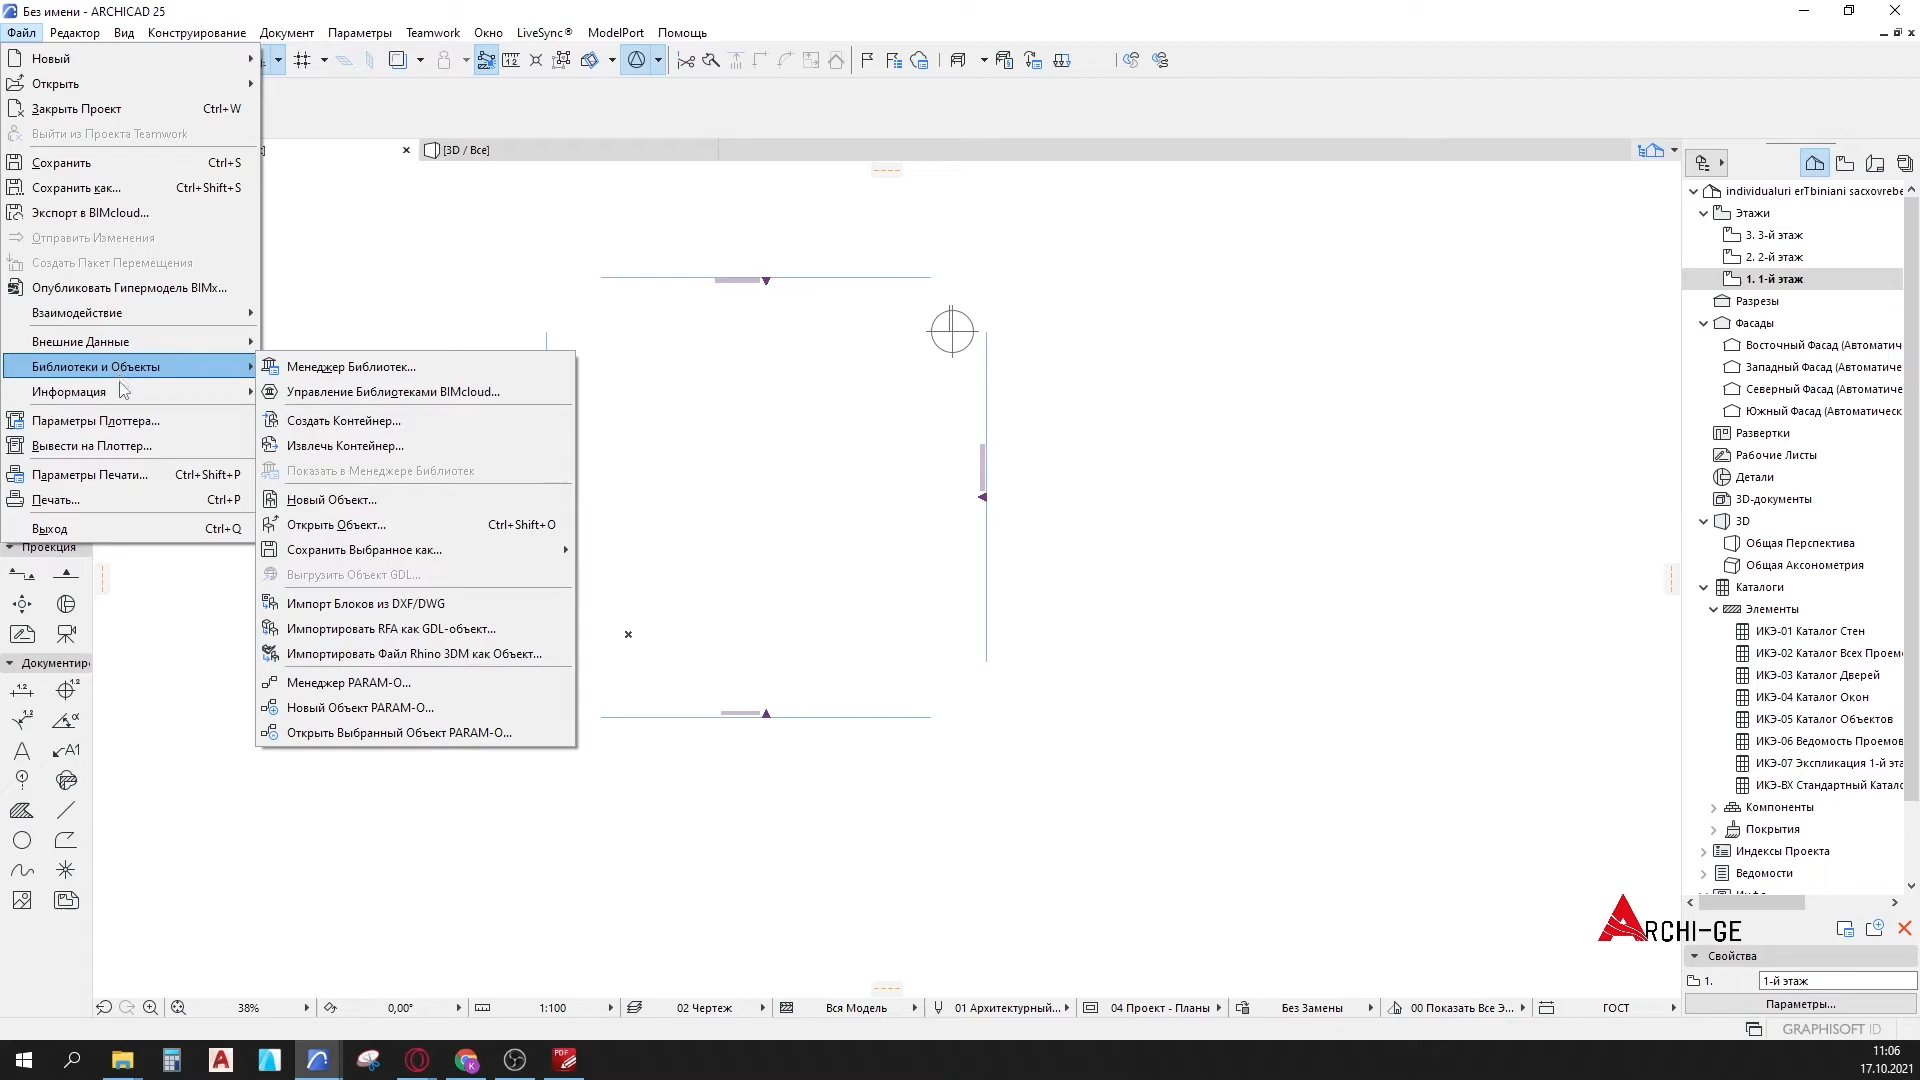 Без имени - ARCHICAD 25
Файл Редактор Вид Конструирование Документ Параметры Teamwork Окно LiveSync® ModelPort Помощь
Новый
Открыть
Закрыть Проект Ctrl+W
Выйти из Проекта Teamwork
Сохранить Ctrl+S
Сохранить как... Ctrl+Shift+S
Экспорт в BIMcloud...
Отправить Изменения
Создать Пакет Перемещения
Опубликовать Гипермодель BIMx...
Взаимодействие
Внешние Данные
Библиотеки и Объекты
Информация
Параметры Плоттера...
Вывести на Плоттер...
Параметры Печати... Ctrl+Shift+P
Печать... Ctrl+P
Выход Ctrl+Q
Менеджер Библиотек...
Управление Библиотеками BIMcloud...
Создать Контейнер...
Извлечь Контейнер...
Показать в Менеджере Библиотек
Новый Объект...
Открыть Объект... Ctrl+Shift+O
Сохранить Выбранное как...
Выгрузить Объект GDL...
Импорт Блоков из DXF/DWG
Импортировать RFA как GDL-объект...
Импортировать Файл Rhino 3DM как Объект...
Менеджер PARAM-O...
Новый Объект PARAM-O...
Открыть Выбранный Объект PARAM-O...
[3D / Все]
Проекция
Документир
individualuri erTbiniani sacxovrebe
Этажи
3. 3-й этаж
2. 2-й этаж
1. 1-й этаж
Разрезы
Фасады
Восточный Фасад (Автоматич
Западный Фасад (Автоматиче
Северный Фасад (Автоматиче
Южный Фасад (Автоматическ
Развертки
Рабочие Листы
Детали
3D-документы
3D
Общая Перспектива
Общая Аксонометрия
Каталоги
Элементы
ИКЭ-01 Каталог Стен
ИКЭ-02 Каталог Всех Проем
ИКЭ-03 Каталог Дверей
ИКЭ-04 Каталог Окон
ИКЭ-05 Каталог Объектов
ИКЭ-06 Ведомость Проемов
ИКЭ-07 Экспликация 1-й эта
ИКЭ-ВХ Стандартный Катало
Компоненты
Покрытия
Индексы Проекта
Ведомости
ARCHI-GE
Свойства
1. 1-й этаж
Параметры...
38% 0,00° 1:100 02 Чертеж Вся Модель 01 Архитектурный... 04 Проект - Планы Без Замены 00 Показать Все Э... ГОСТ
GRAPHISOFT ID
11:06
17.10.2021